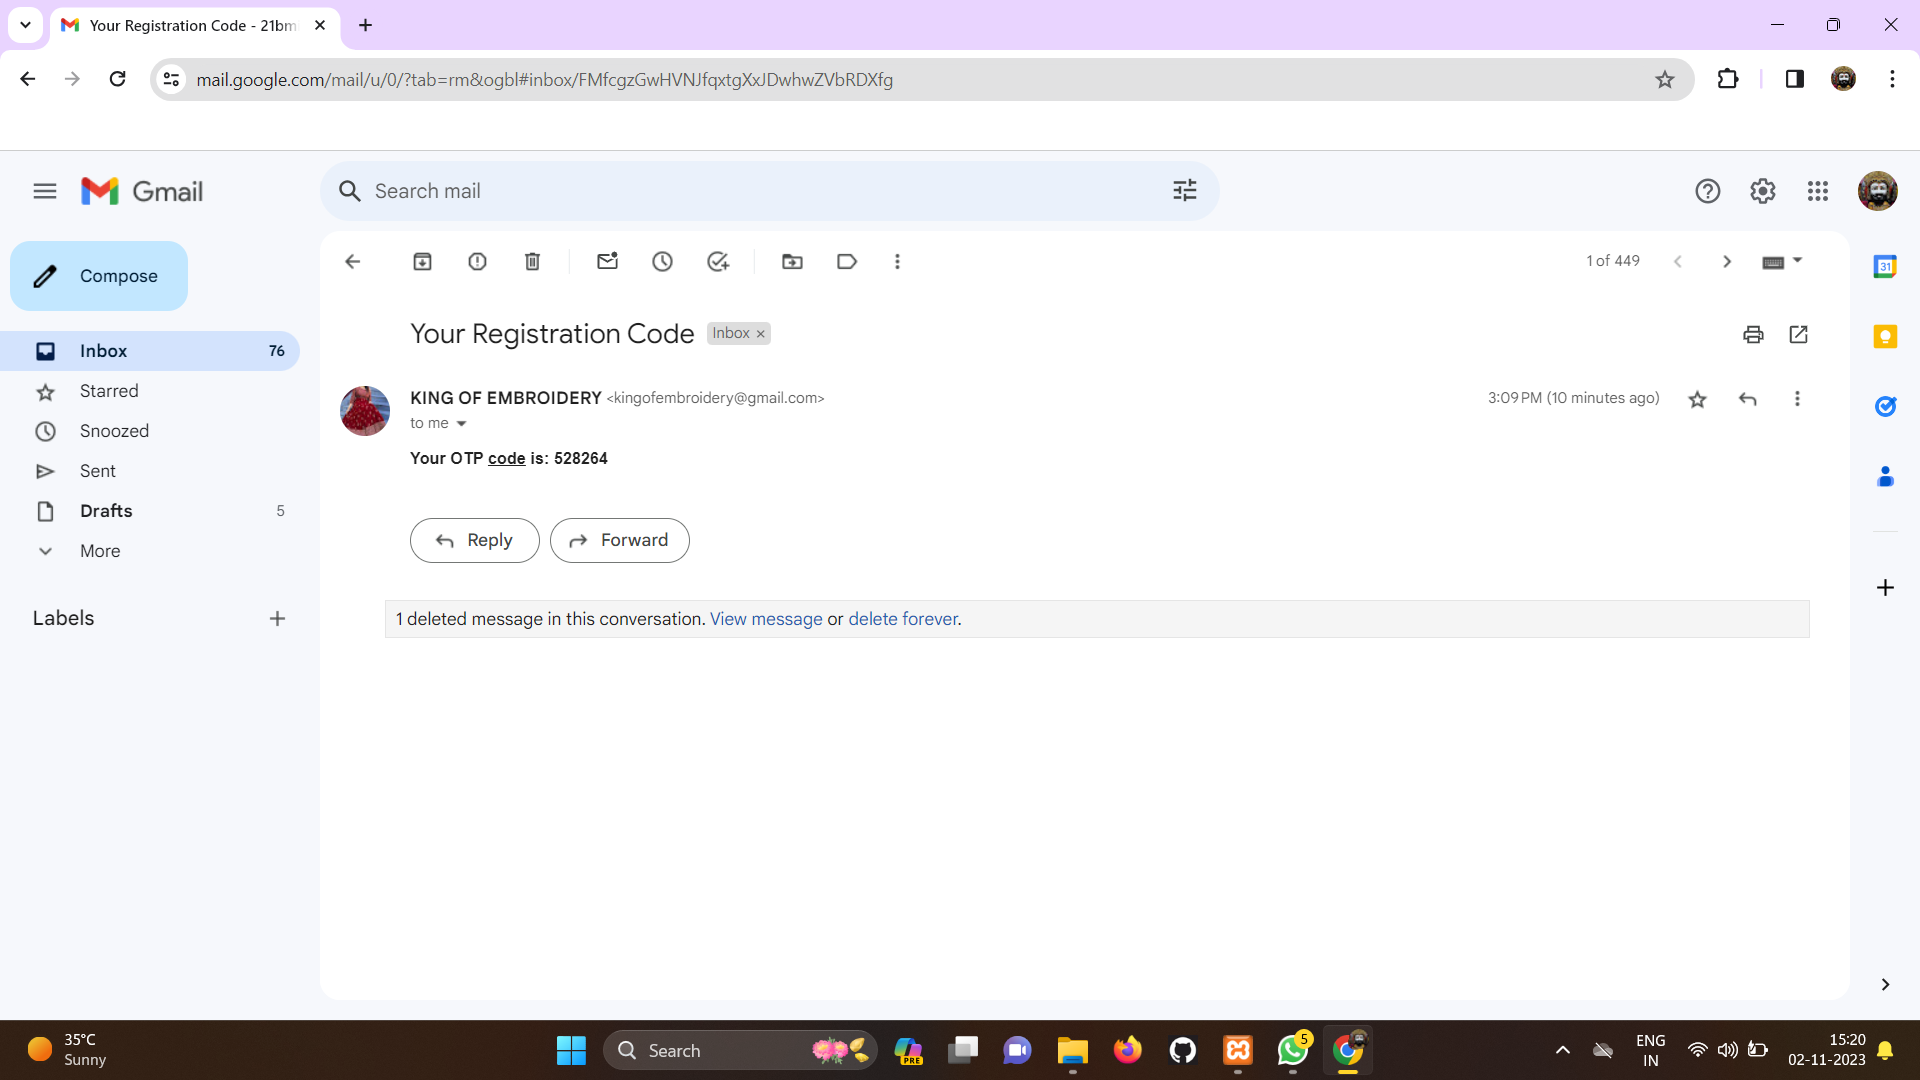 Your Registration Code - 21bm
mail.google.com/mail/u/0/?tab=rm&ogbl#inbox/FMfcgzGwHVNJfqxtgXxJDwhwZVbRDXfg
Gmail
Search mail
Compose
1 of 449
31
Your Registration Code Inbox ×
Inbox 76
Starred
Snoozed
Sent
Drafts 5
More
Labels
KING OF EMBROIDERY <kingofembroidery@gmail.com> 3:09 PM (10 minutes ago)
to me
Your OTP code is: 528264
Reply Forward
1 deleted message in this conversation. View message or delete forever.
35°C
Sunny
Search
PRE
5
ENG
IN
15:20
02-11-2023